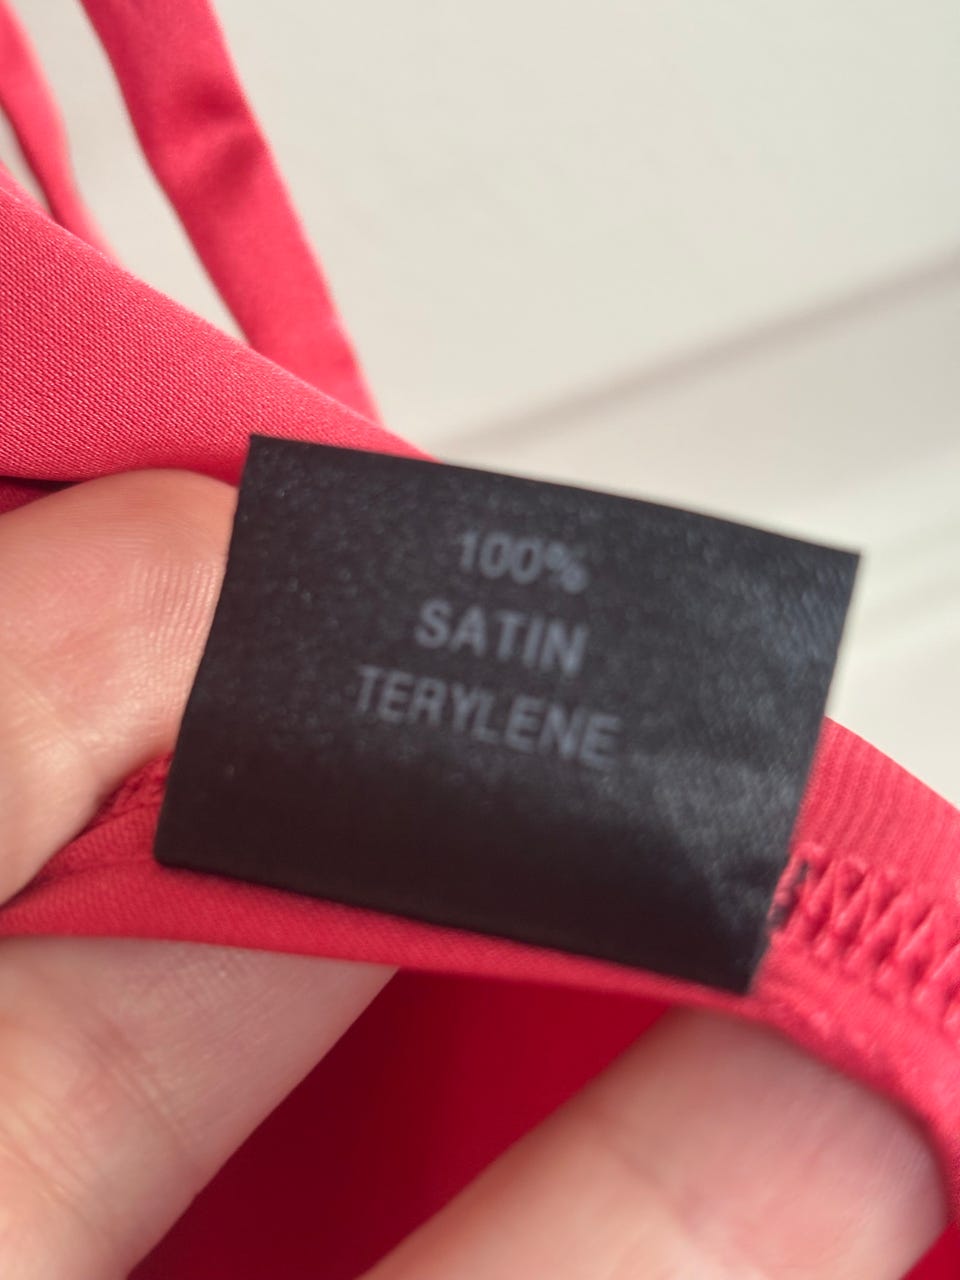 100%
SATIN
TERYLENE